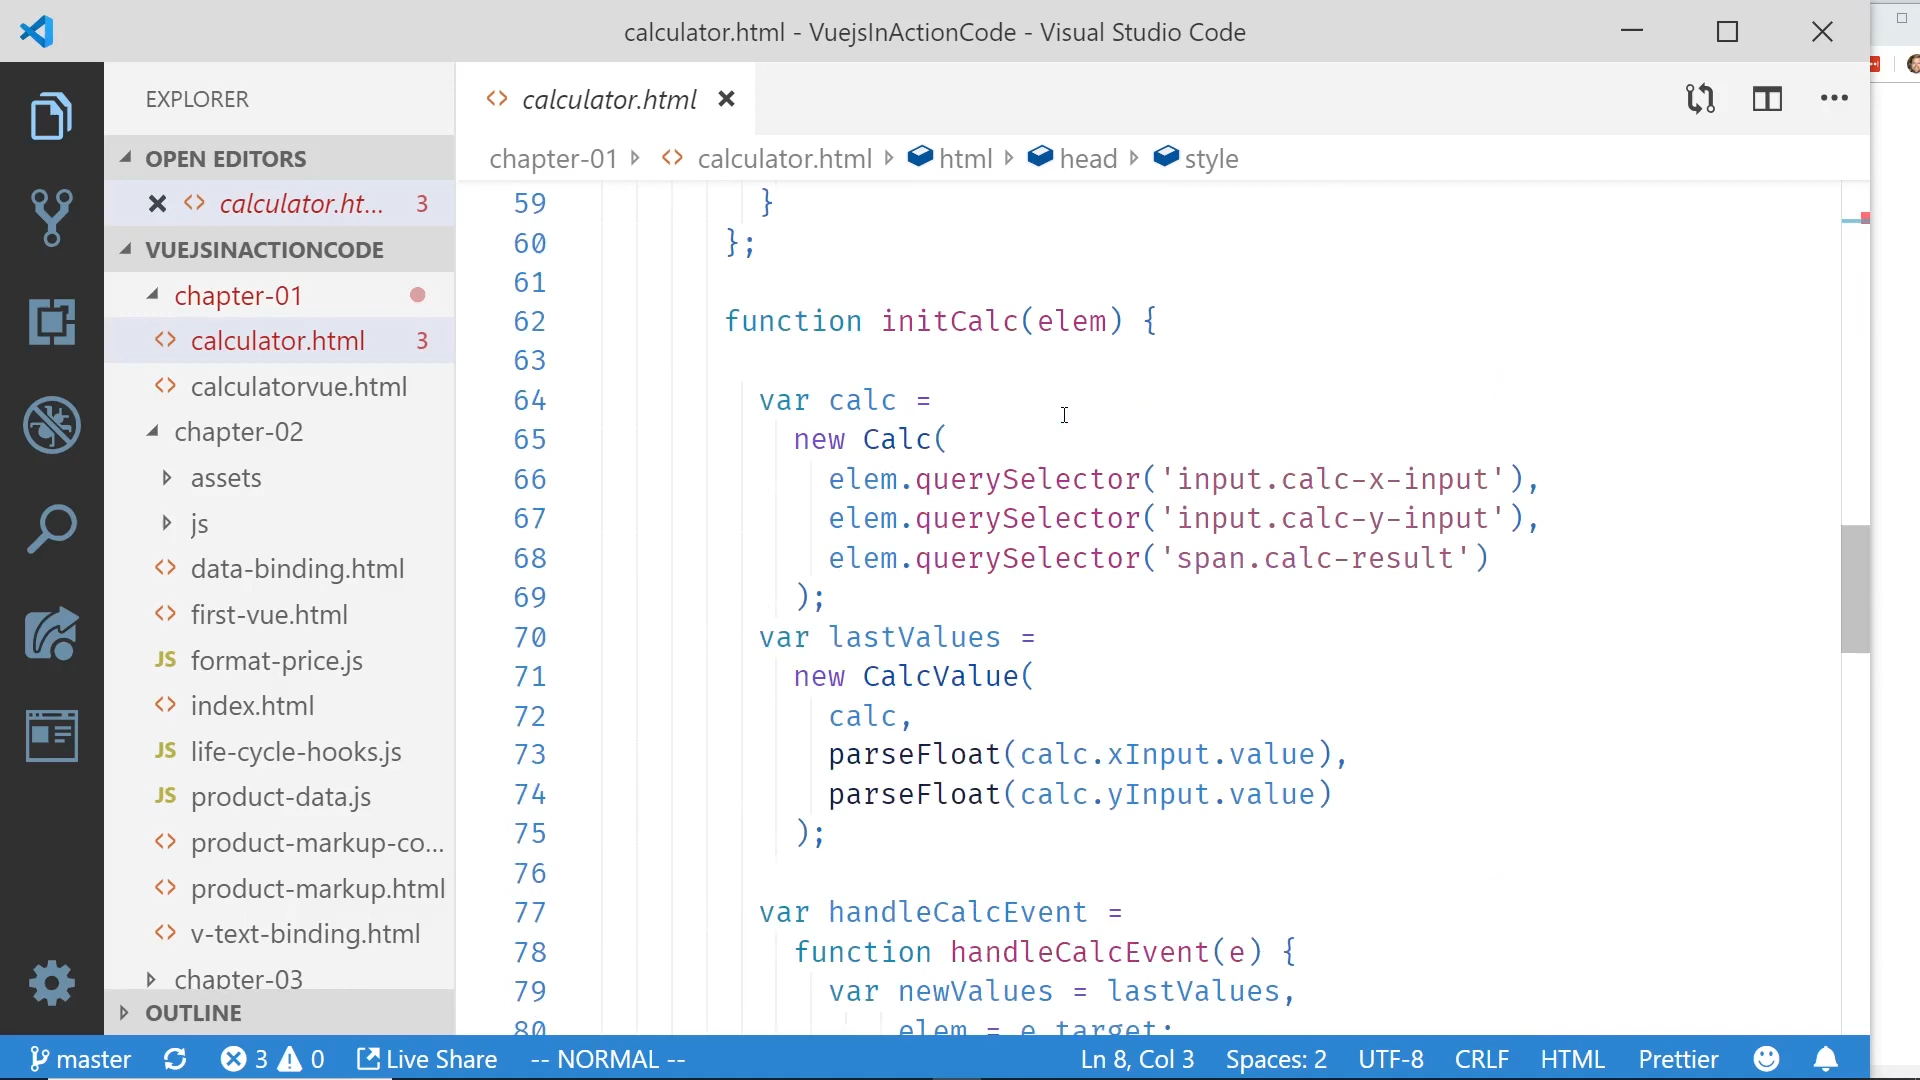 calculator.html - VuejsInActionCode - Visual Studio Code
EXPLORER
OPEN EDITORS
calculator.ht... 3
VUEJSINACTIONCODE
chapter-01
calculator.html 3
calculatorvue.html
chapter-02
assets
js
data-binding.html
first-vue.html
JS format-price.js
index.html
JS life-cycle-hooks.js
JS product-data.js
product-markup-co...
product-markup.html
v-text-binding.html
chapter-03
OUTLINE
calculator.html
chapter-01 calculator.html html head style
59 }
60 };
61
62 function initCalc(elem) {
63
64 var calc =
65 new Calc(
66 elem.querySelector('input.calc-x-input'),
67 elem.querySelector('input.calc-y-input'),
68 elem.querySelector('span.calc-result')
69 );
70 var lastValues =
71 new CalcValue(
72 calc,
73 parseFloat(calc.xInput.value),
74 parseFloat(calc.yInput.value)
75 );
76
77 var handleCalcEvent =
78 function handleCalcEvent(e) {
79 var newValues = lastValues,
80 elem = e.target;
master 3 0 Live Share -- NORMAL -- Ln 8, Col 3 Spaces: 2 UTF-8 CRLF HTML Prettier